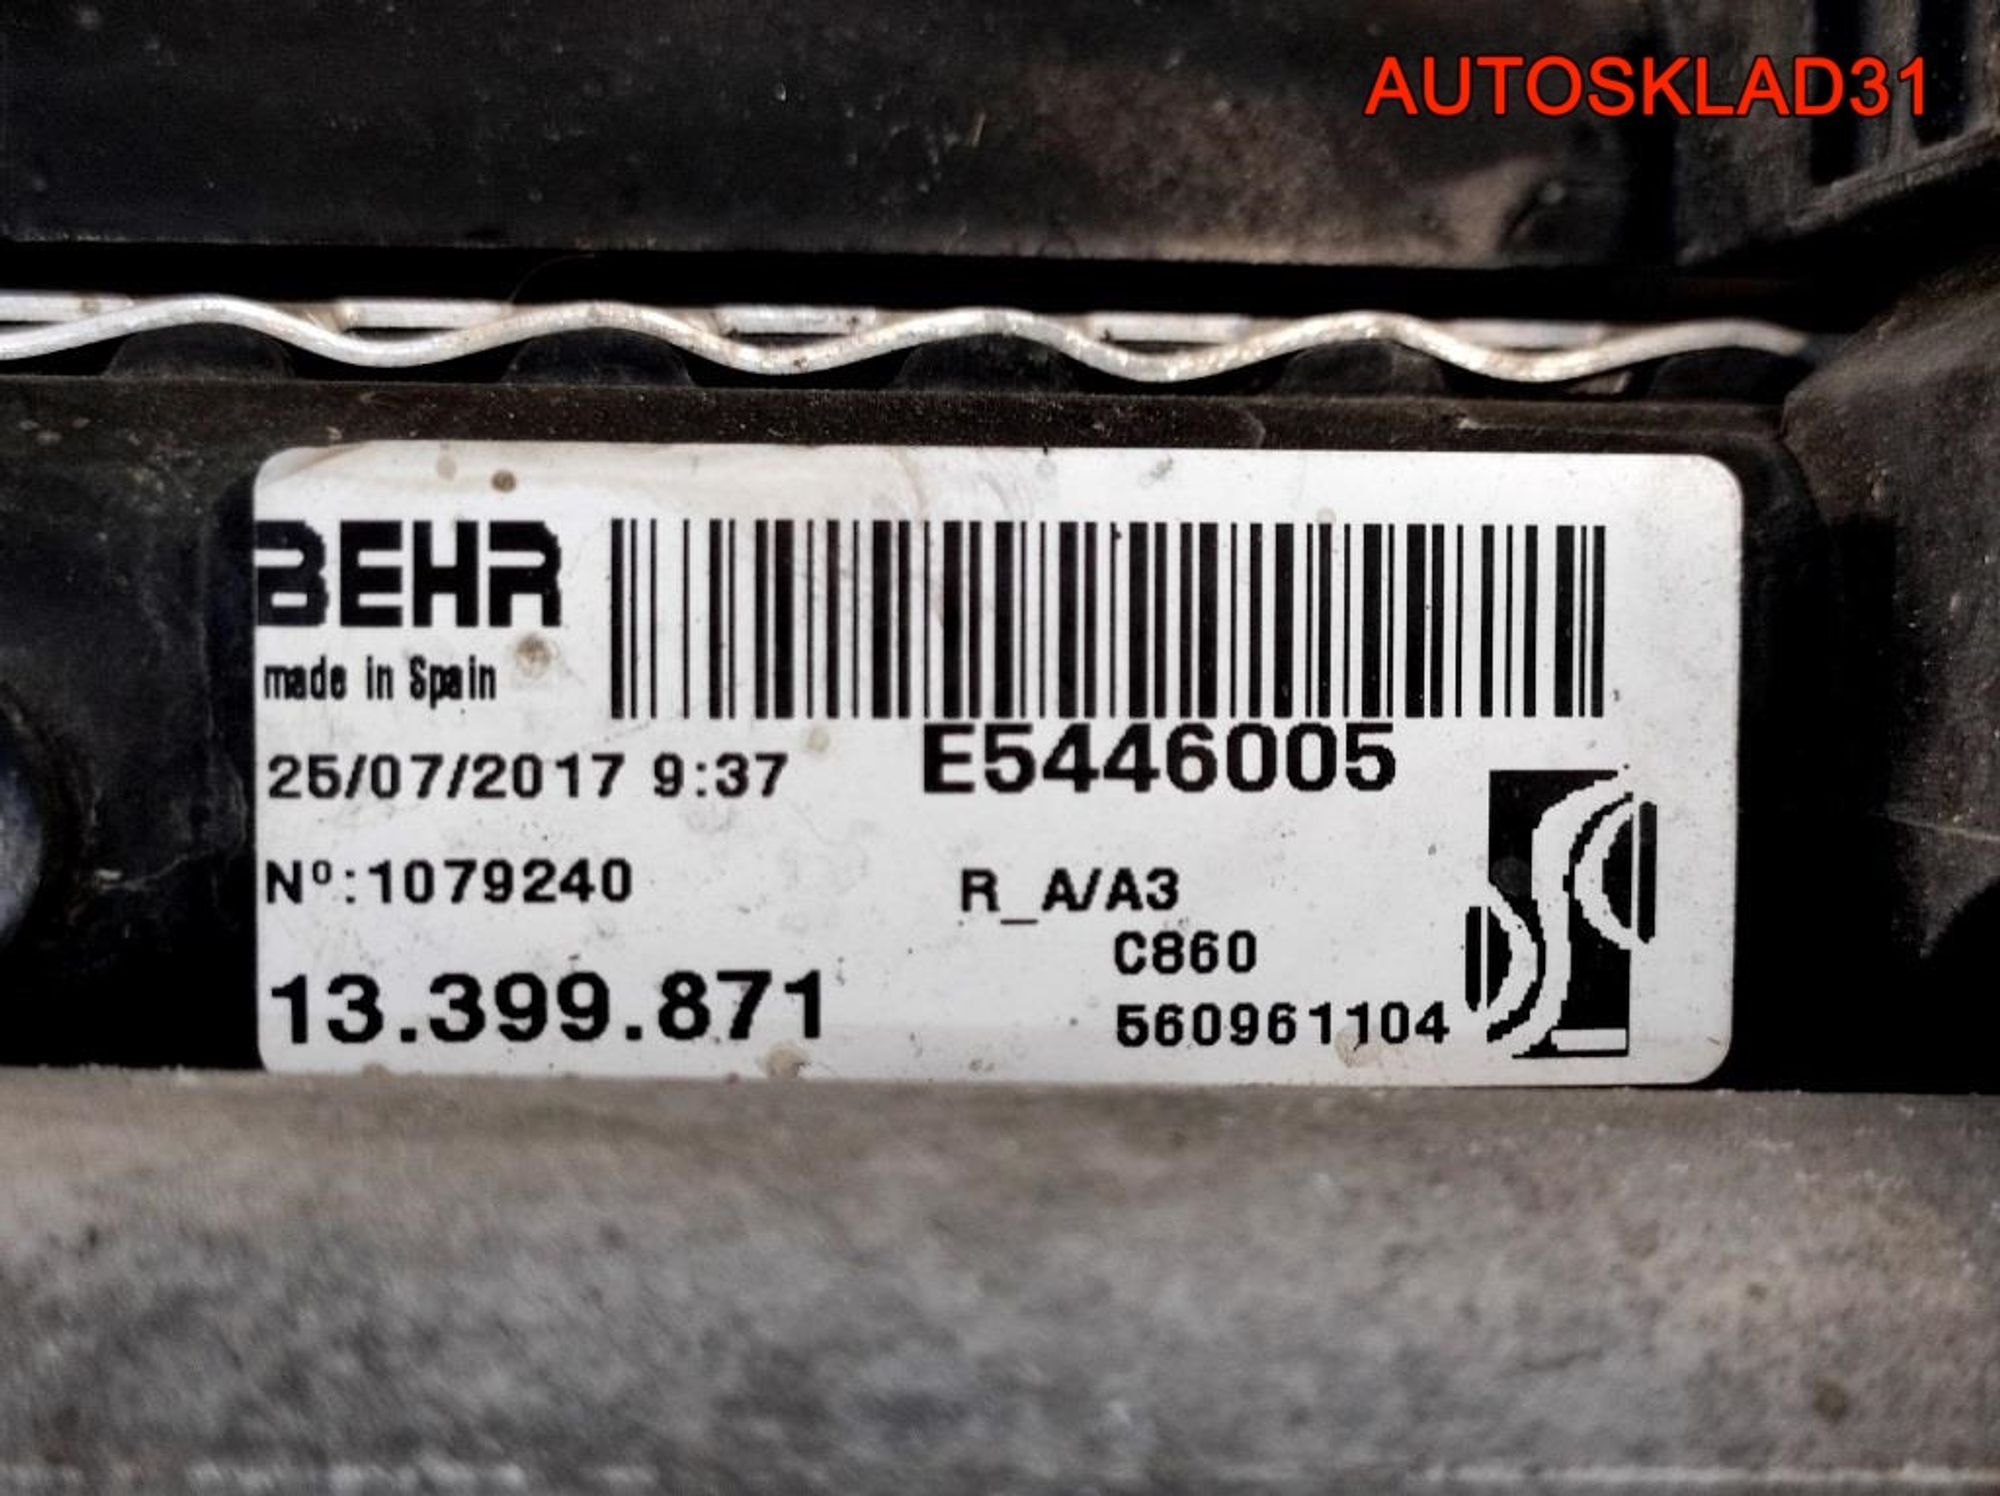 AUTOSKLAD31
BEHR
made in Spain
E5446005
25/07/2017 9:37
Nº:1079240
R_A/A3
C860
13.399.871
560961104